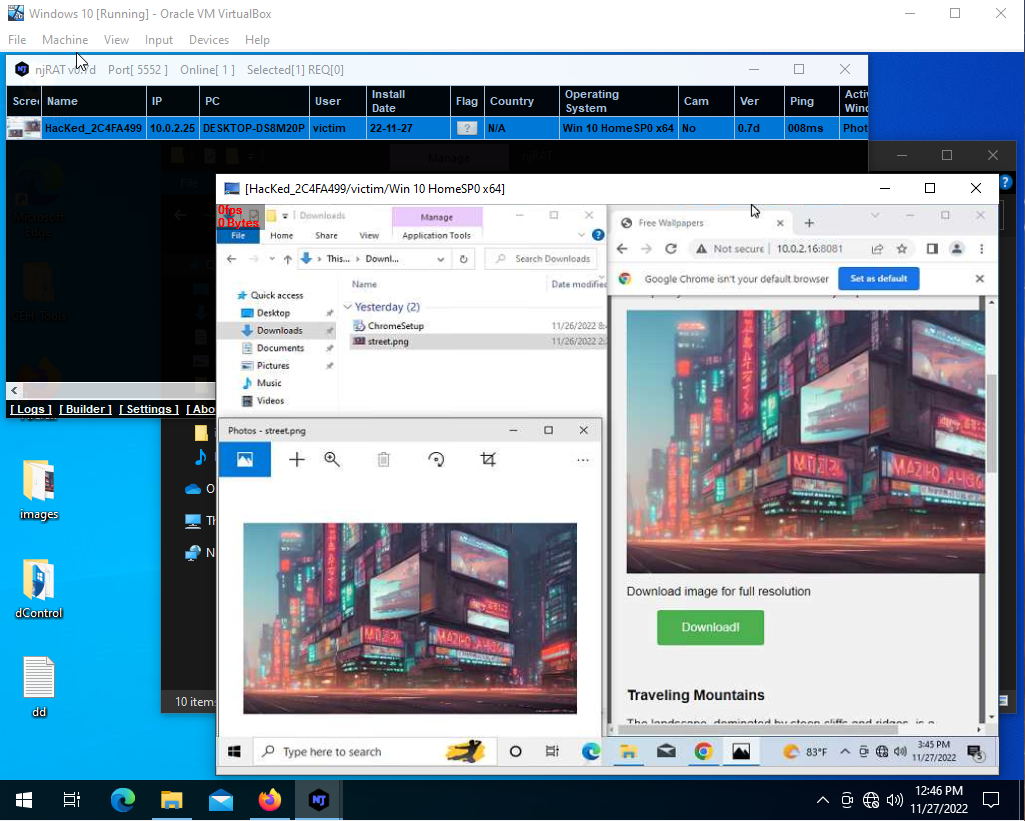 Windows 10 [Running] - Oracle VM VirtualBox
File Machine View Input Devices Help
njRAT v0.7d Port[ 5552 ] Online[ 1 ] Selected[1] REQ[0]
Name IP PC User Install Date Flag Country Operating System Cam Ver Ping
HacKed_2C4FA499 10.0.2.25 DESKTOP-DS8M20P victim 22-11-27 ? N/A Win 10 HomeSP0 x64 No 0.7d 008ms Phot
Manage njRAT
[HacKed_2C4FA499/victim/Win 10 HomeSP0 x64]
0fps
0 Bytes
Downloads
Manage
File Home Share View Application Tools
This... Downl...
Search Downloads
Name Date modified
Quick access
Desktop
Downloads
Documents
Pictures
Music
Videos
Yesterday (2)
ChromeSetup 11/26/2022 8:4
street.png 11/26/2022 2:
Free Wallpapers
Not secure 10.0.2.16:8081
Google Chrome isn't your default browser Set as default
Download image for full resolution
Download!
Traveling Mountains
The landscape, dominated by steep cliffs and ridges, is a
Photos - street.png
Type here to search
83°F
3:45 PM
11/27/2022
5
[ Logs ] [ Builder ] [ Settings ] [ Abo
images
dControl
dd
10 items
12:46 PM
11/27/2022